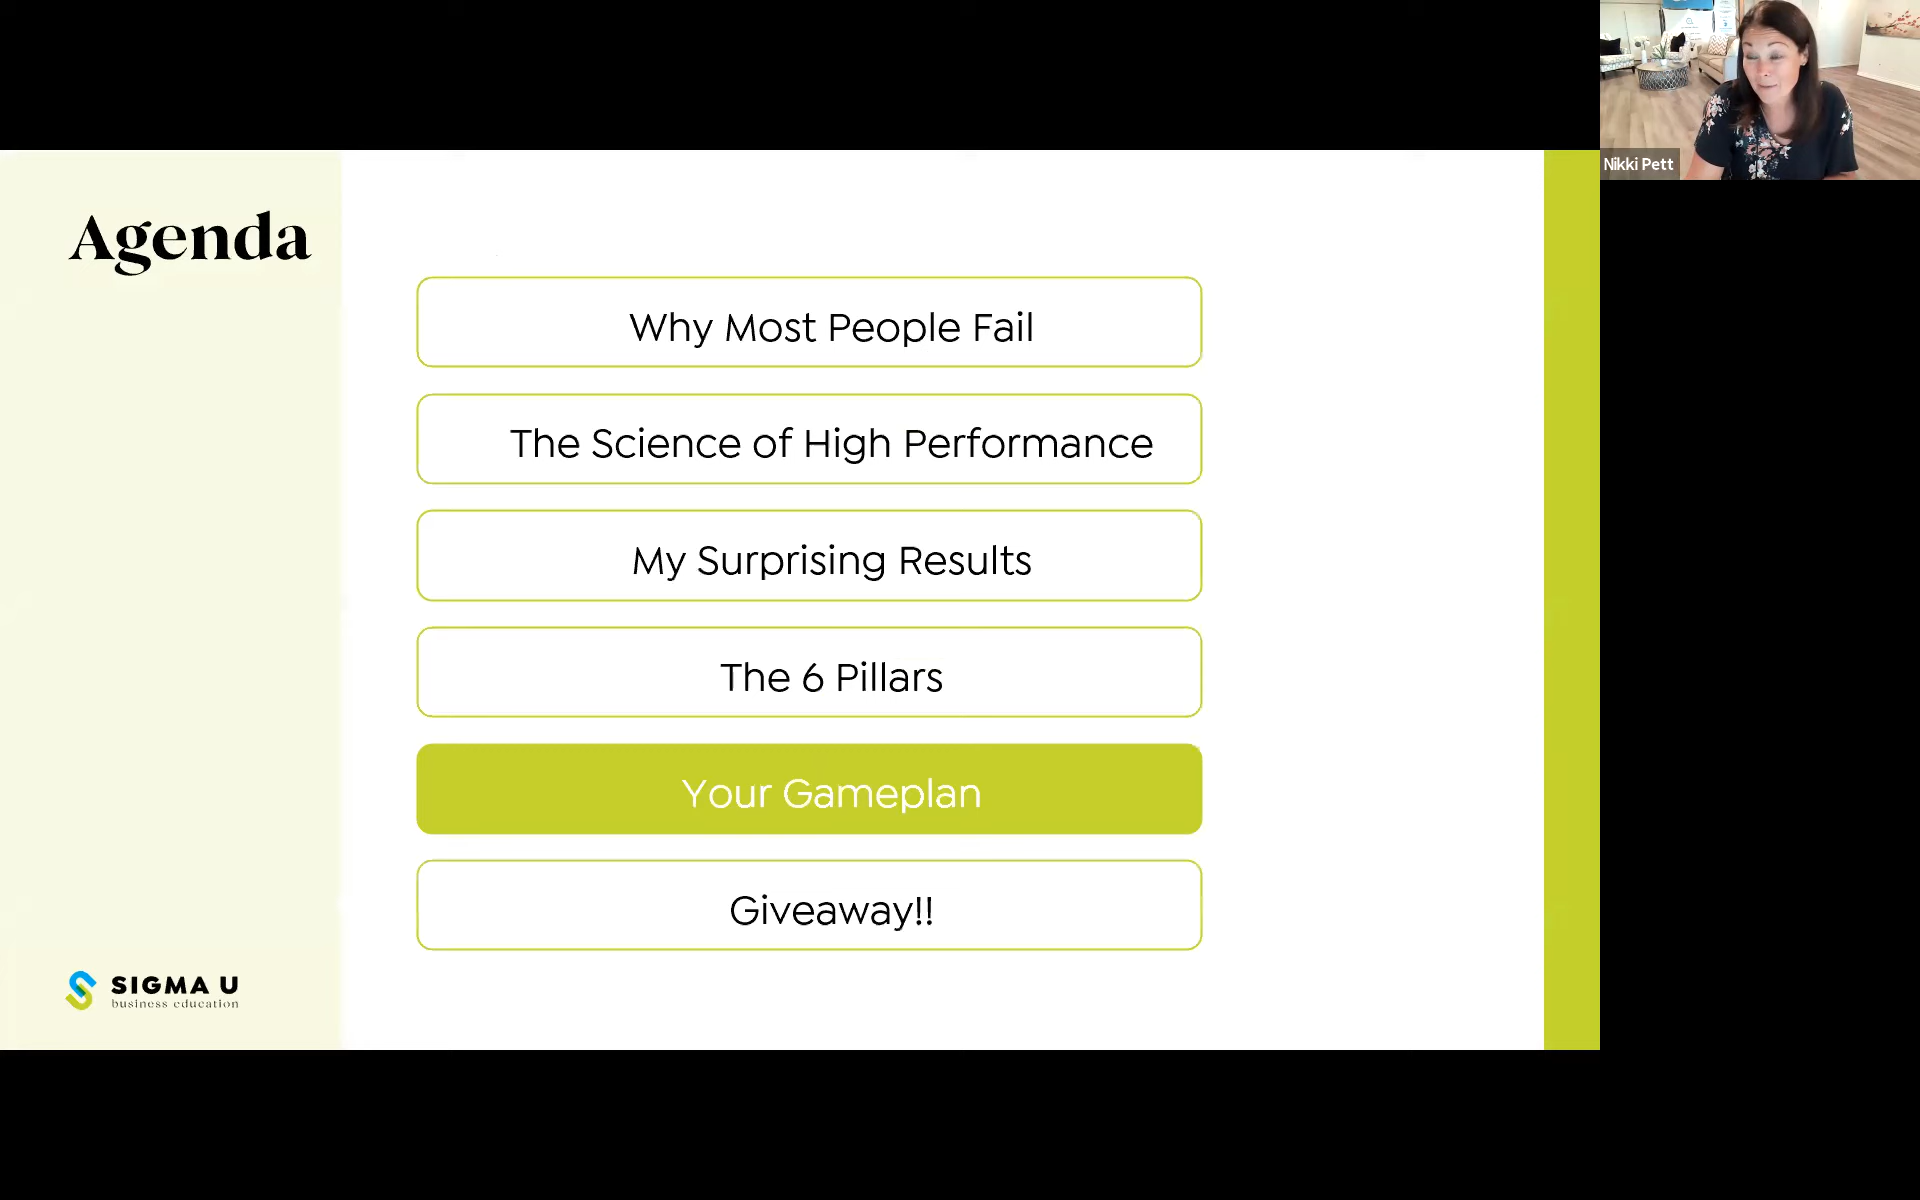 Agenda
Why Most People Fail
The Science of High Performance
My Surprising Results
The 6 Pillars
Your Gameplan
Giveaway!!
SIGMA U
business education
Nikki Pett